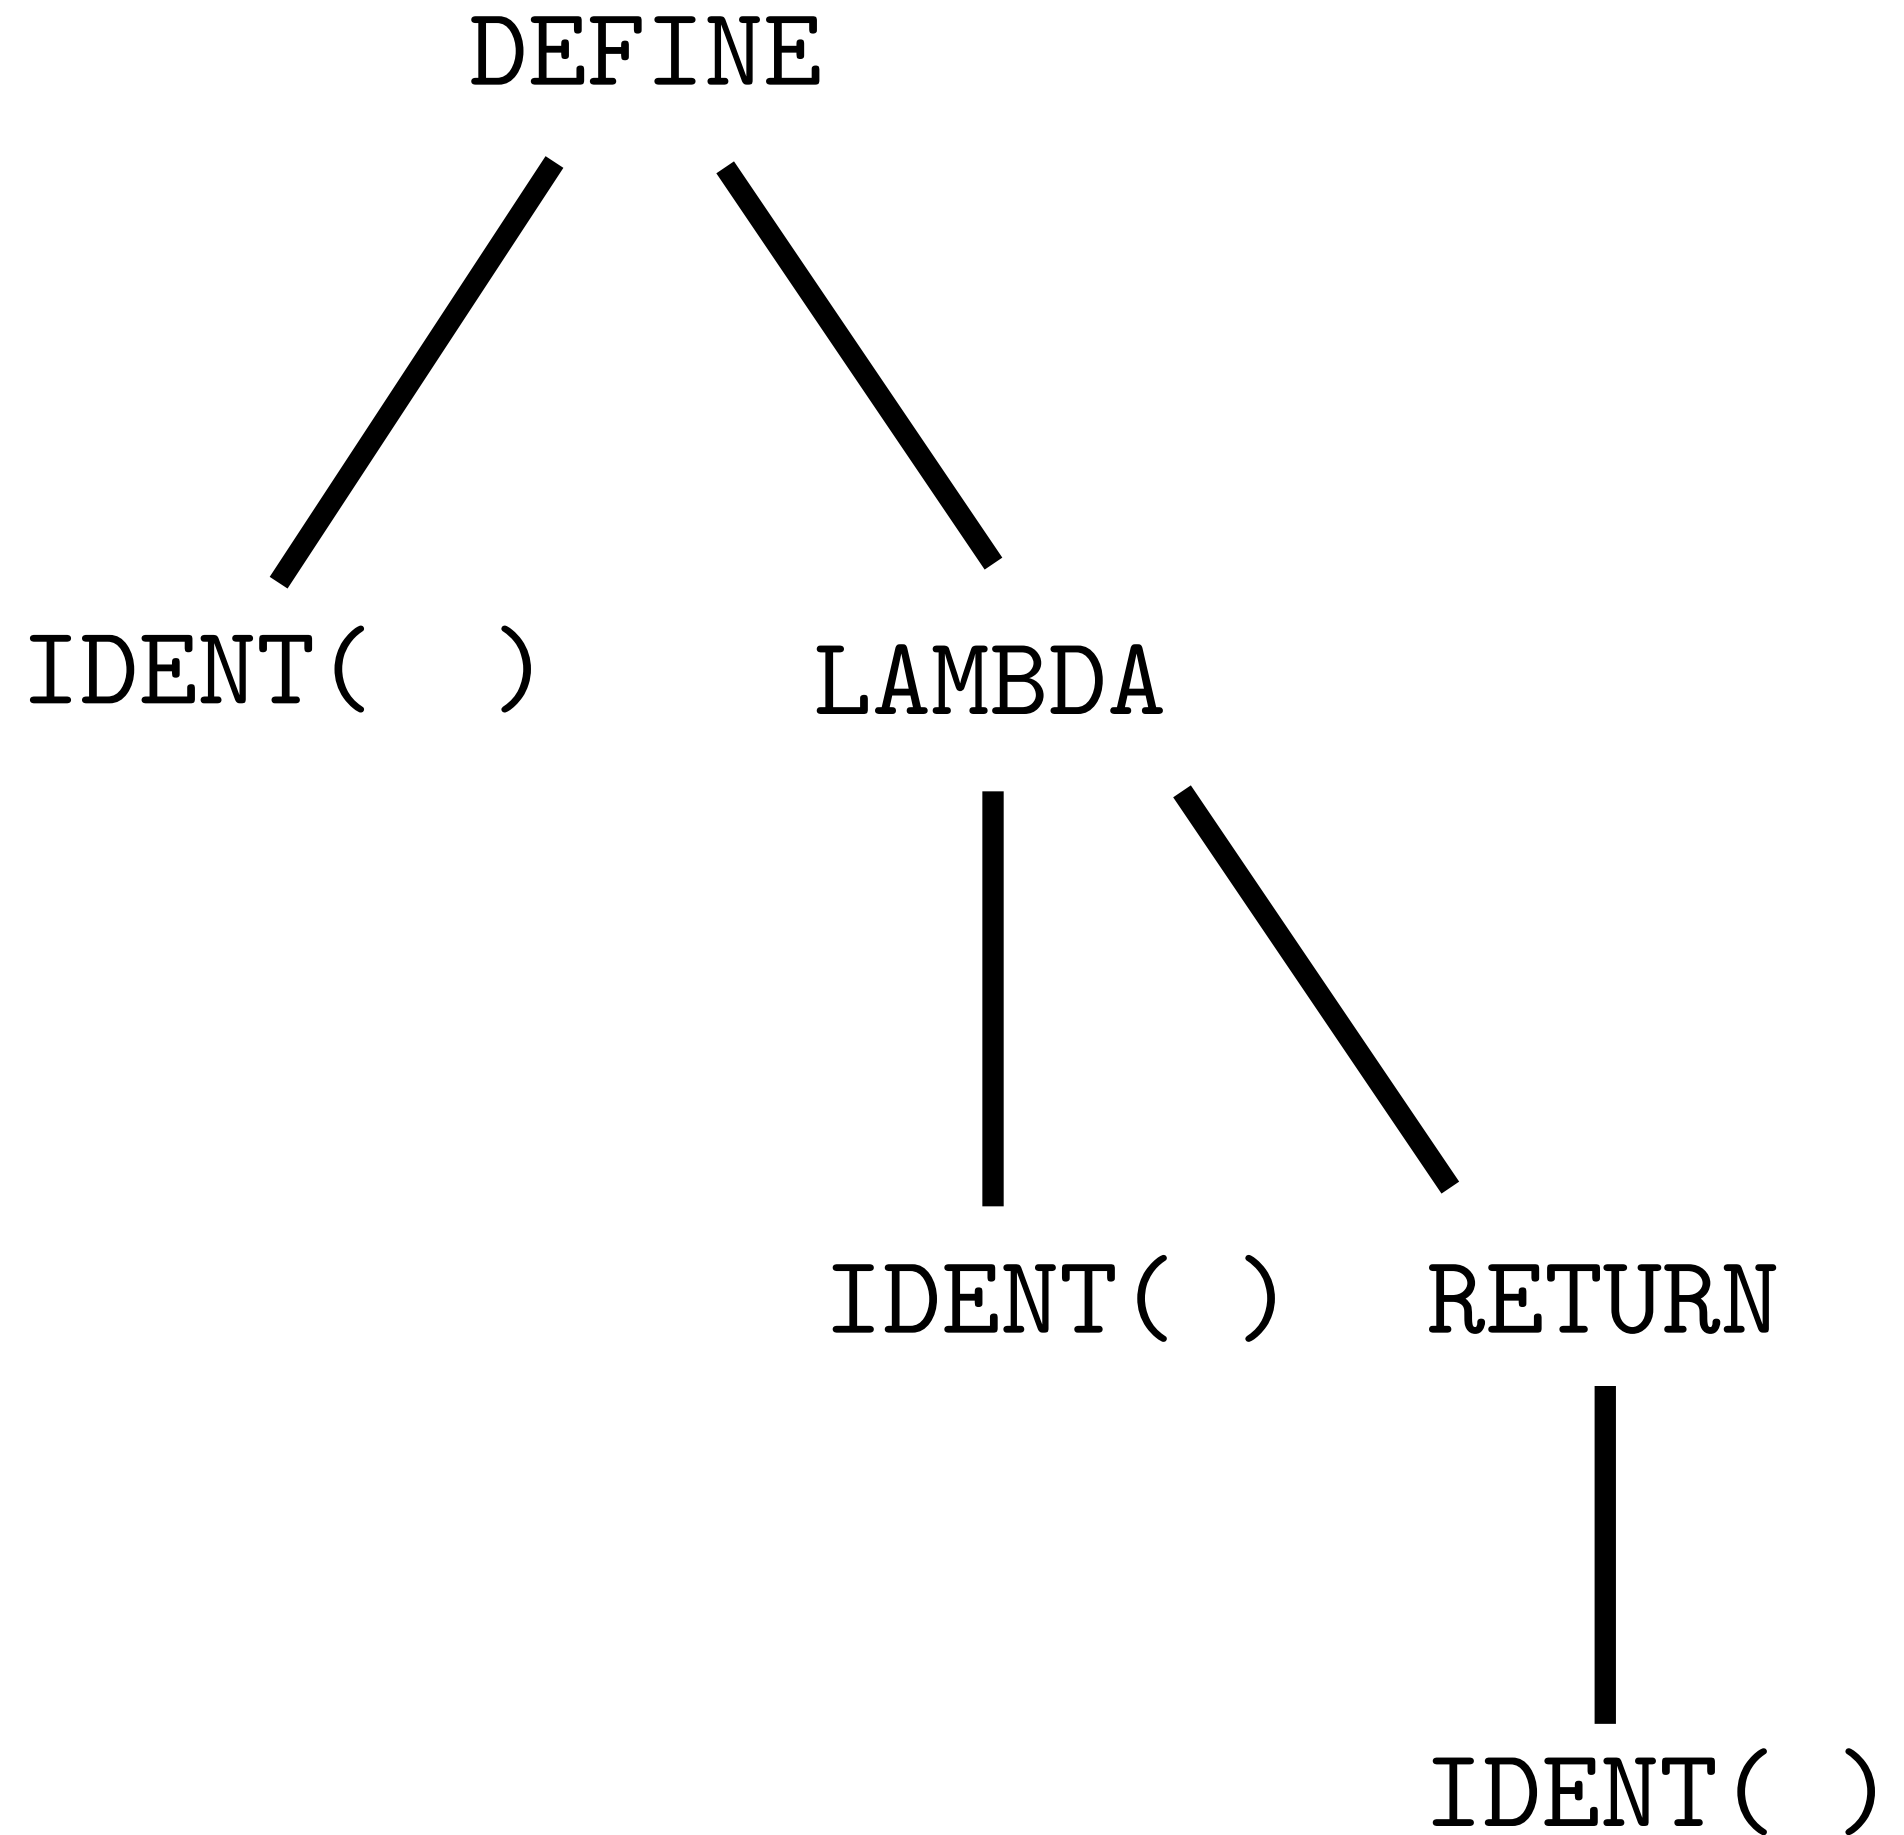 DEFINE
IDENT(  ) LAMBDA
IDENT( ) RETURN
IDENT( )